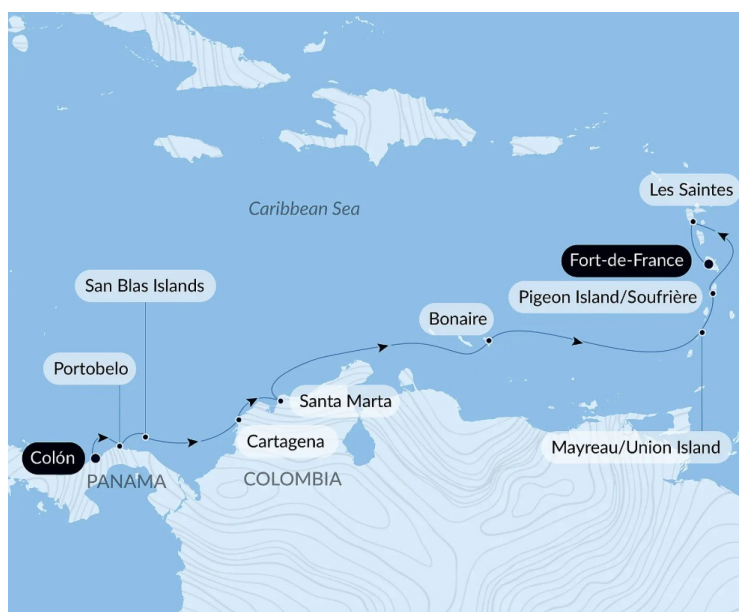 Les Saintes
Caribbean Sea
Fort-de-France
San Blas Islands
Pigeon Island/Soufrière
Bonaire
Portobelo
Santa Marta
Cartagena
Mayreau/Union Island
Colón
PANAMA
COLOMBIA